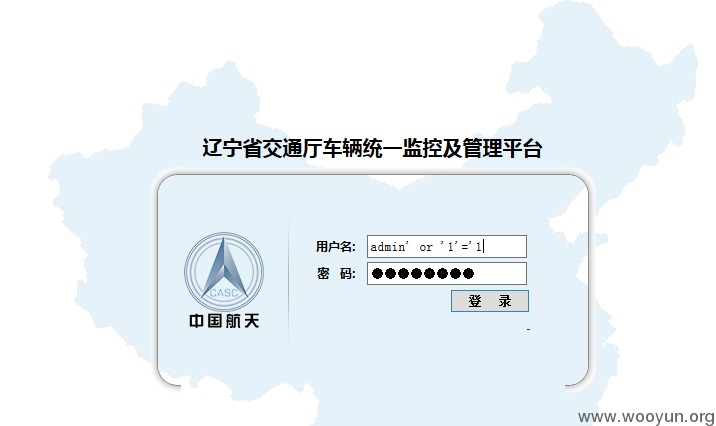 辽宁省交通厅车辆统一监控及管理平台
用户名: admin' or '1'='1
密 码: ●●●●●●●●
登 录
CASC
中国航天
www.wooyun.org